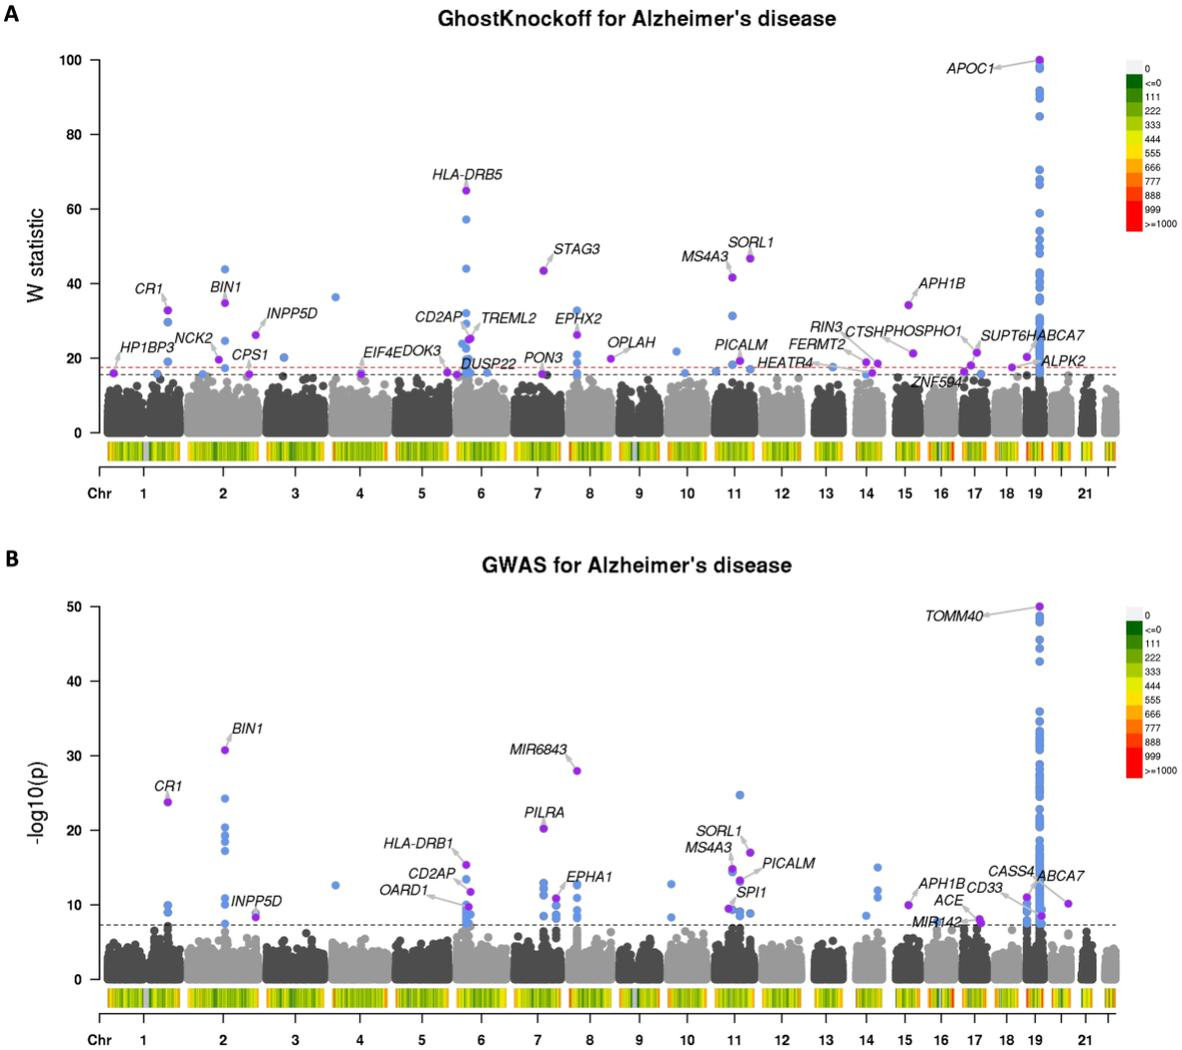 A
GhostKnockoff for Alzheimer's disease
W statistic
100
80
60
40
20
0
APOC1
HLA-DRB5
STAG3
SORL1
MS4A3
CR1
BIN1
INPP5D
APH1B
CD2AP
TREML2
EPHX2
HP1BP3
NCK2
CPS1
EIF4E
DOK3
DUSP22
PON3
OPLAH
PICALM
HEATR4
FERMT2
RIN3
CTSH
PHOSPHO1
ZNF594
SUPT6H
ABCA7
ALPK2
0
<=0
111
222
333
444
555
666
777
888
999
>=1000
Chr 1 2 3 4 5 6 7 8 9 10 11 12 13 14 15 16 17 18 19 21
B
GWAS for Alzheimer's disease
-log10(p)
50
40
30
20
10
0
TOMM40
BIN1
CR1
MIR6843
PILRA
HLA-DRB1
CD2AP
OARD1
INPP5D
EPHA1
SORL1
MS4A3
PICALM
SPI1
APH1B
ACE
MIR142
CD33
CASS4
ABCA7
0
<=0
111
222
333
444
555
666
777
888
999
>=1000
Chr 1 2 3 4 5 6 7 8 9 10 11 12 13 14 15 16 17 18 19 21